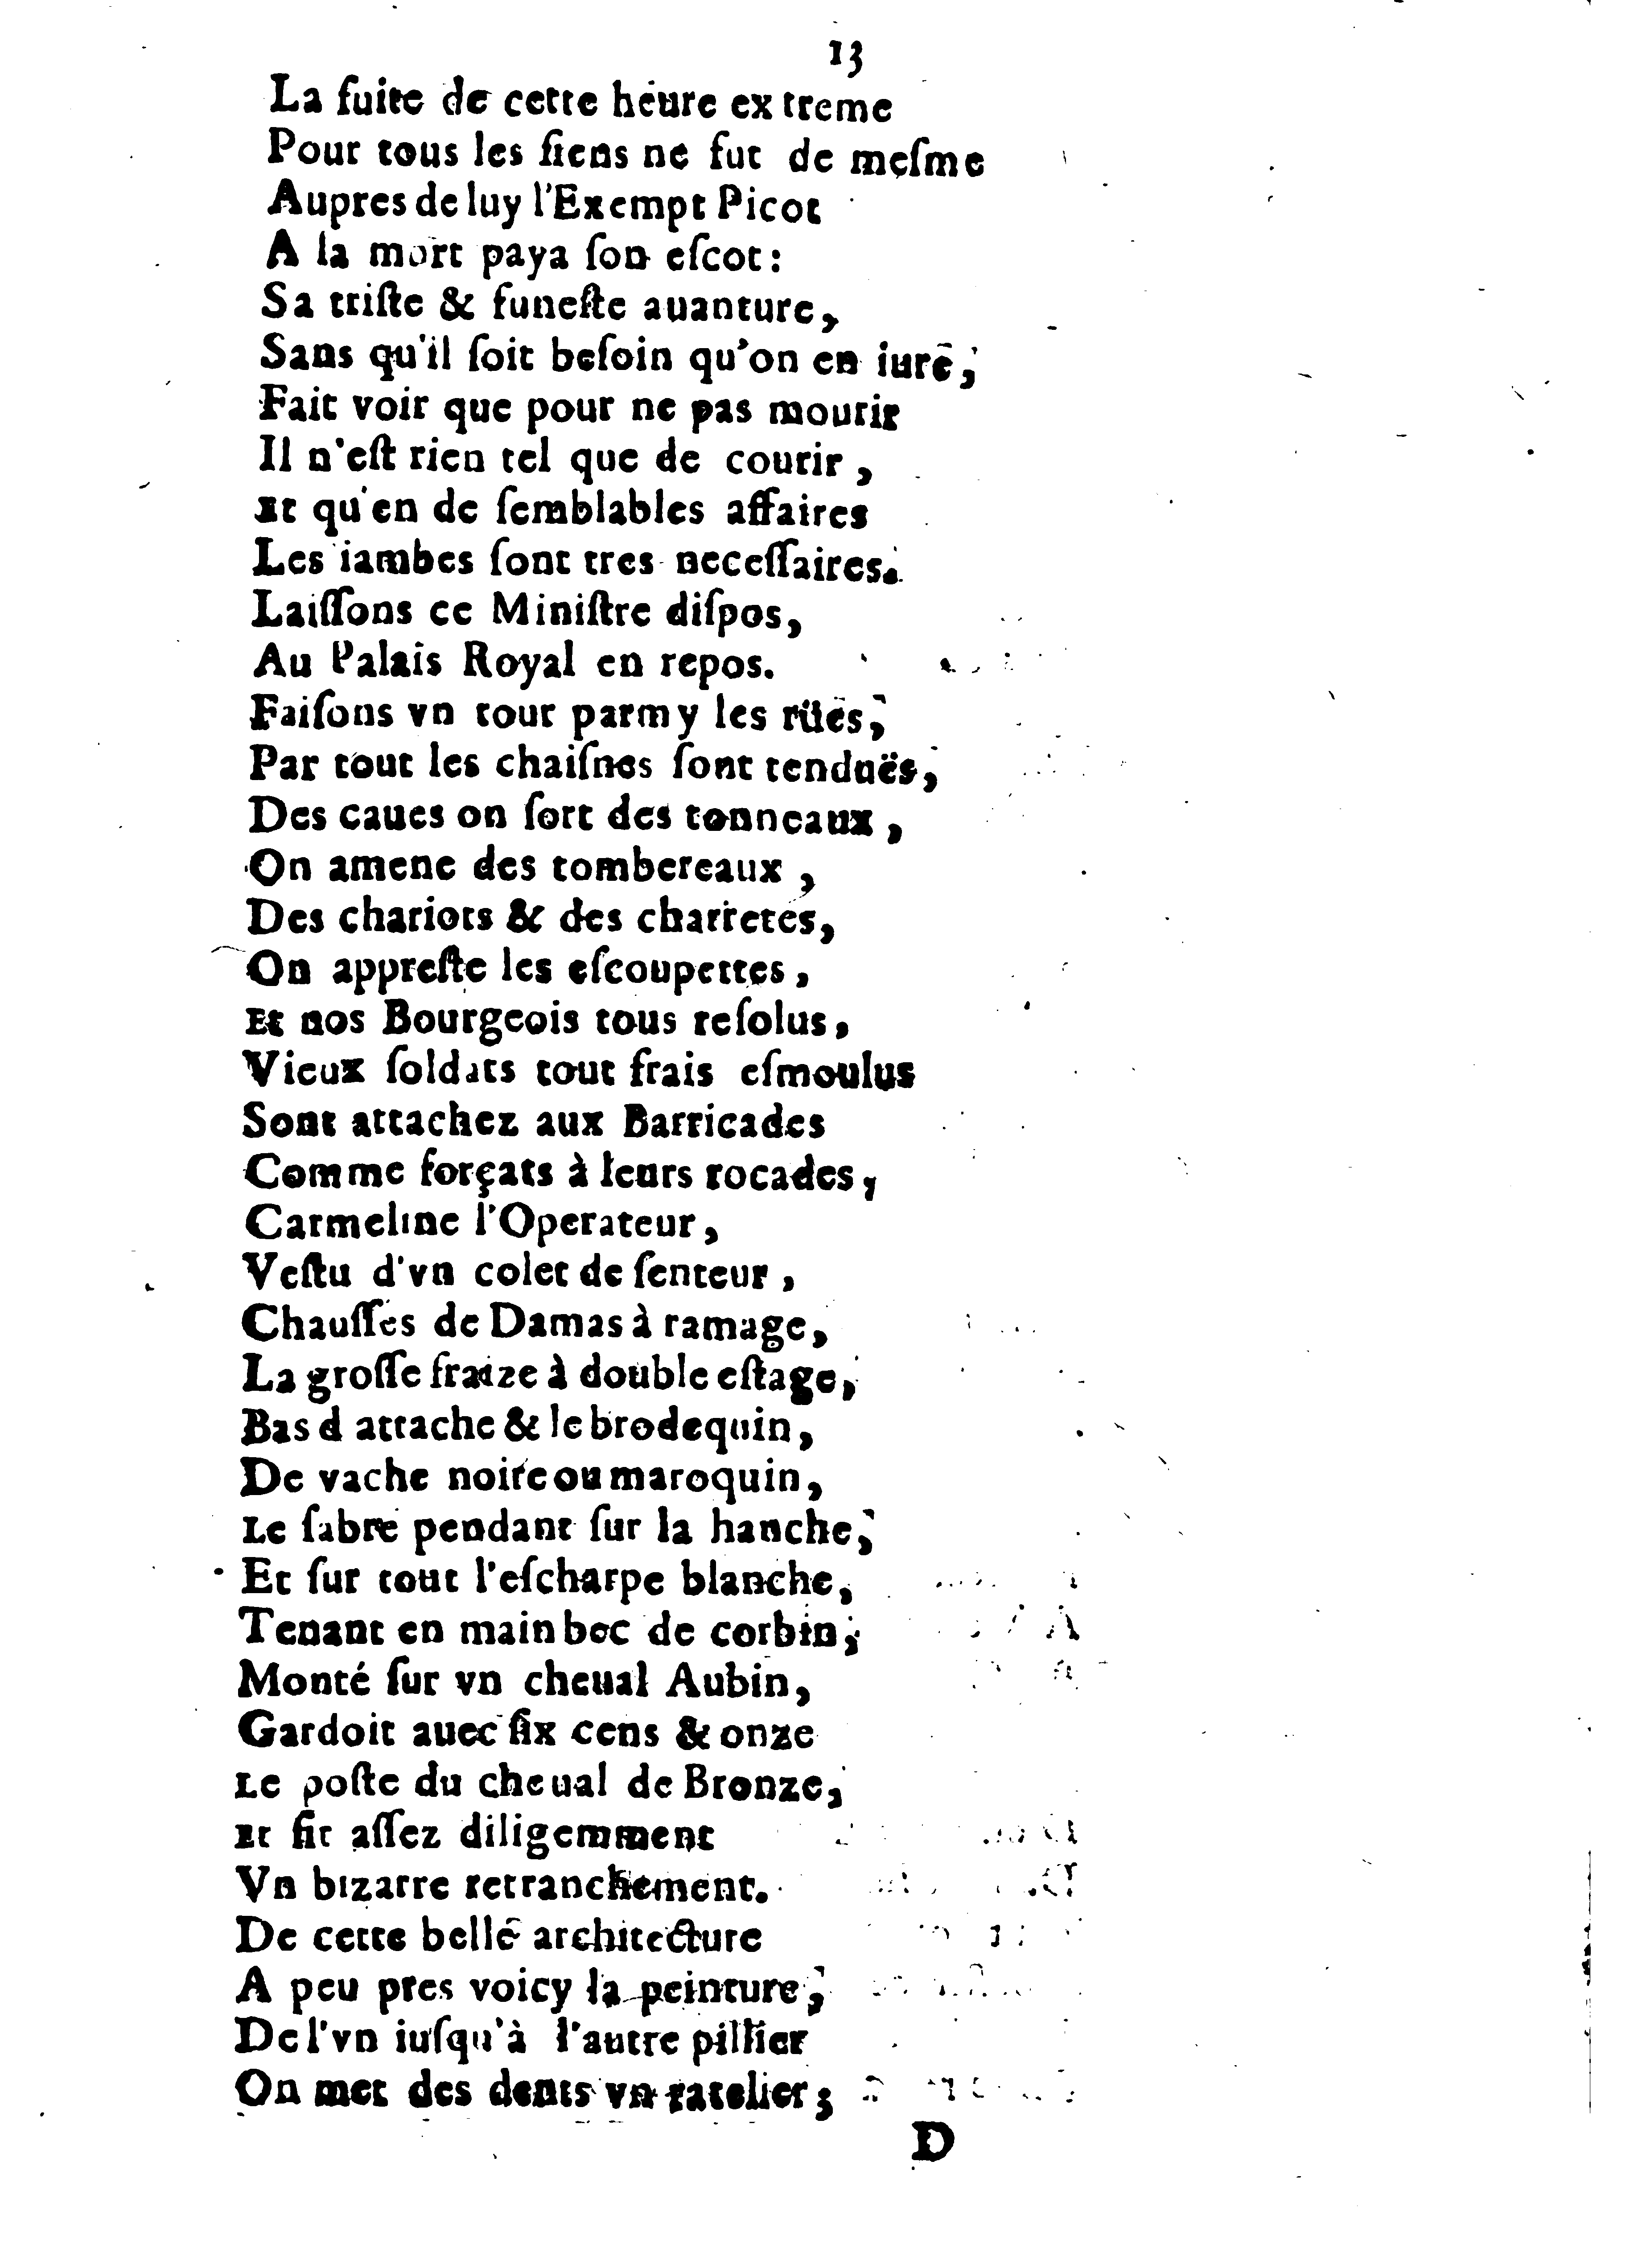 13
La fuite de cette heure extreme
Pour tous les ſiens ne fut de meſme
Aupres de luy l'Exempt Picot
A la mort paya ſon eſcot:
Sa triſte & funeſte auanture,
Sans qu'il ſoit beſoin qu'on en iure,
Fait voir que pour ne pas mourir
Il n'eſt rien tel que de courir,
Et qu'en de ſemblables affaires
Les iambes ſont tres neceſſaires.
Laiſſons ce Miniſtre diſpos,
Au Palais Royal en repos.
Faiſons vn tour parmy les rües,
Par tout les chaiſnes ſont tenduës,
Des caues on ſort des tonneaux,
On amene des tombereaux,
Des chariots & des charretes,
On appreſte les eſcoupettes,
Et nos Bourgeois tous reſolus,
Vieux ſoldats tout frais eſmoulus
Sont attachez aux Barricades
Comme forçats à leurs rocades,
Carmeline l'Operateur,
Veſtu d'vn colet de ſenteur,
Chauſſes de Damas à ramage,
La groſſe fraize à double eſtage,
Bas d attache & le brodequin,
De vache noire ou maroquin,
Le ſabre pendant ſur la hanche,
Et ſur tout l'eſcharpe blanche,
Tenant en main bec de corbin,
Monté ſur vn cheual Aubin,
Gardoit auec ſix cens & onze
Le poſte du cheual de Bronze,
Et fit aſſez diligemment
Vn bizarre retranchement.
De cette belle architecture
A peu pres voicy la peinture,
De l'vn iuſqu'à l'autre pillier
On met des dents vn ratelier;
D